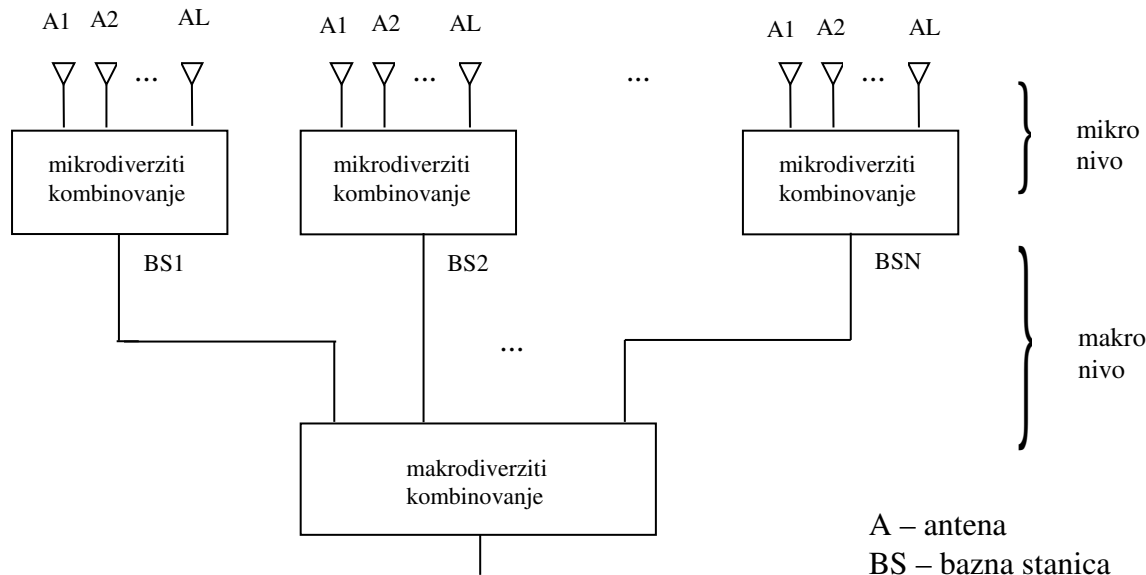 A1 A2 AL A1 A2 AL A1 A2 AL
... ... ... ...
mikrodiverziti
kombinovanje
mikrodiverziti
kombinovanje
mikrodiverziti
kombinovanje
mikro
nivo
BS1 BS2 BSN
...
makro
nivo
makrodiverziti
kombinovanje
A – antena
BS – bazna stanica